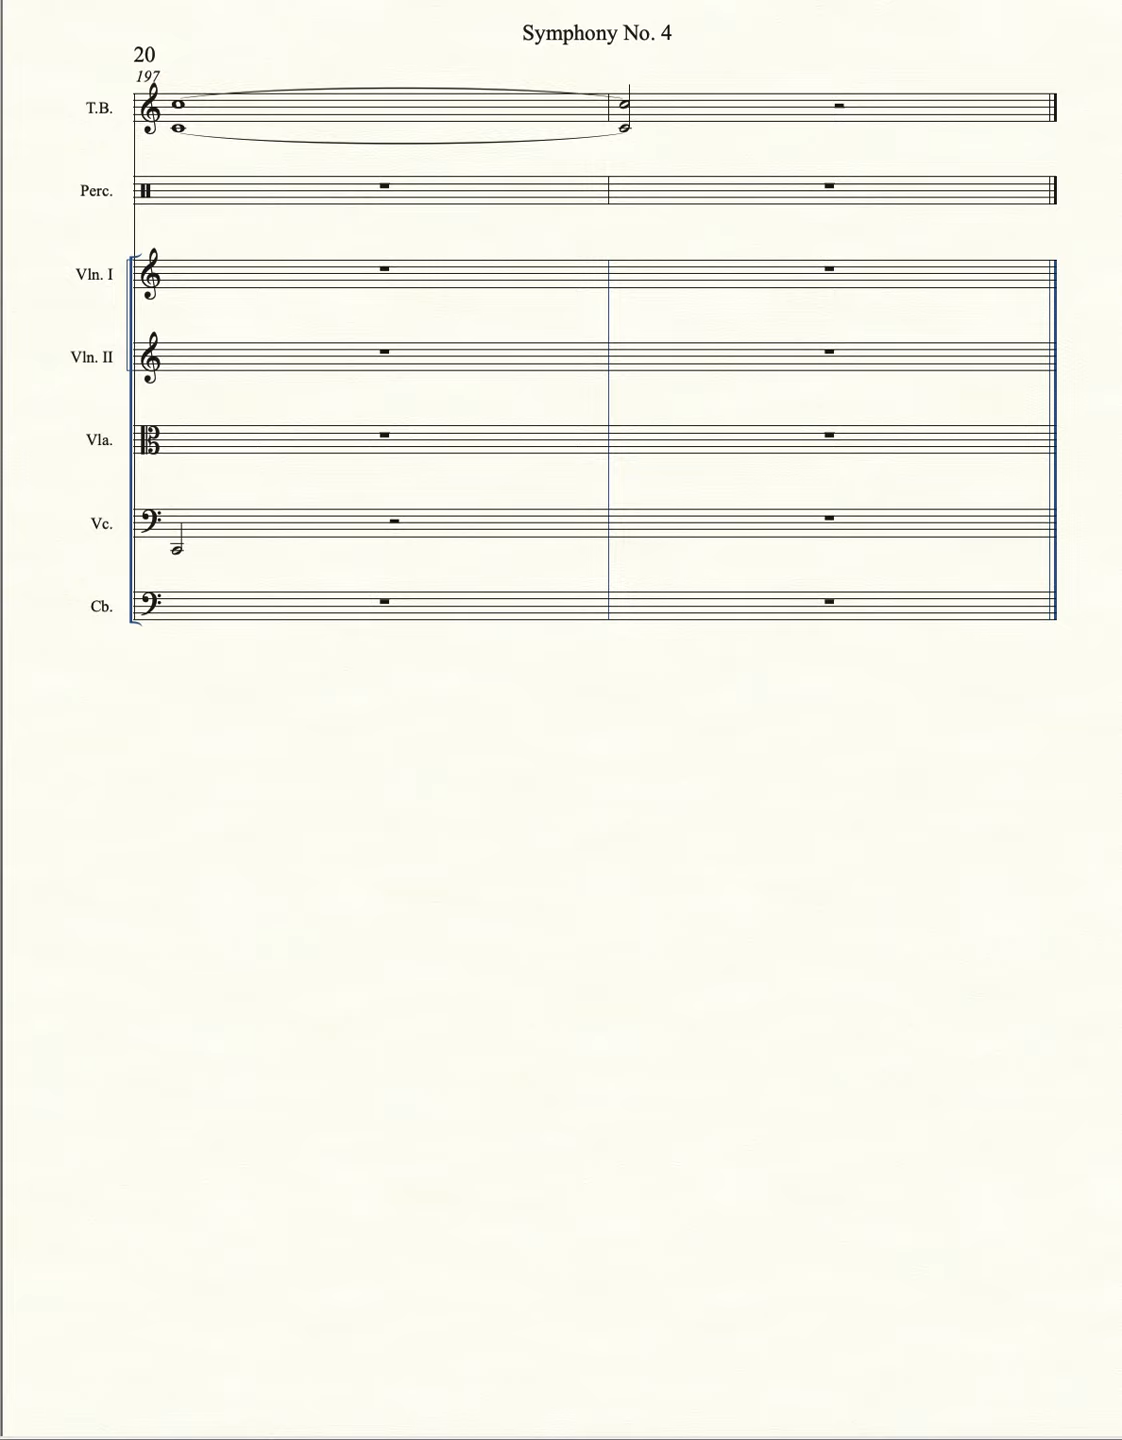 Symphony No. 4
20
197
T.B.
Perc.
Vln. I
Vln. II
Vla.
Vc.
Cb.